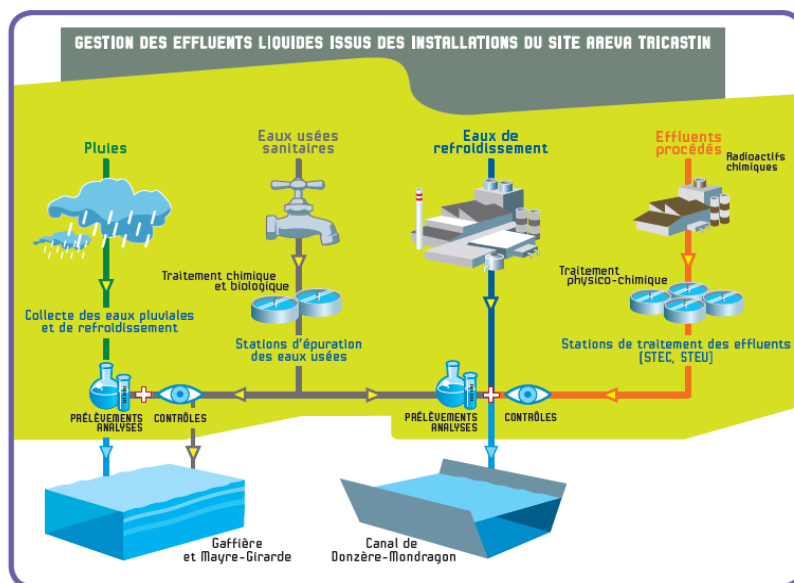 GESTION DES EFFLUENTS LIQUIDES ISSUS DES INSTALLATIONS DU SITE AREVA TRICASTIN
Pluies
Eaux usées
sanitaires
Eaux de
refroidissement
Effluents
procédés
Radioactifs
chimiques
Traitement chimique
et biologique
Traitement
physico-chimique
Collecte des eaux pluviales
et de refroidissement
Stations d'épuration
des eaux usées
Stations de traitement des effluents
(STEC, STEU)
PRÉLÈVEMENTS
ANALYSES
CONTRÔLES
PRÉLÈVEMENTS
ANALYSES
CONTRÔLES
Gaffière
et Mayre-Girarde
Canal de
Donzère-Mondragon